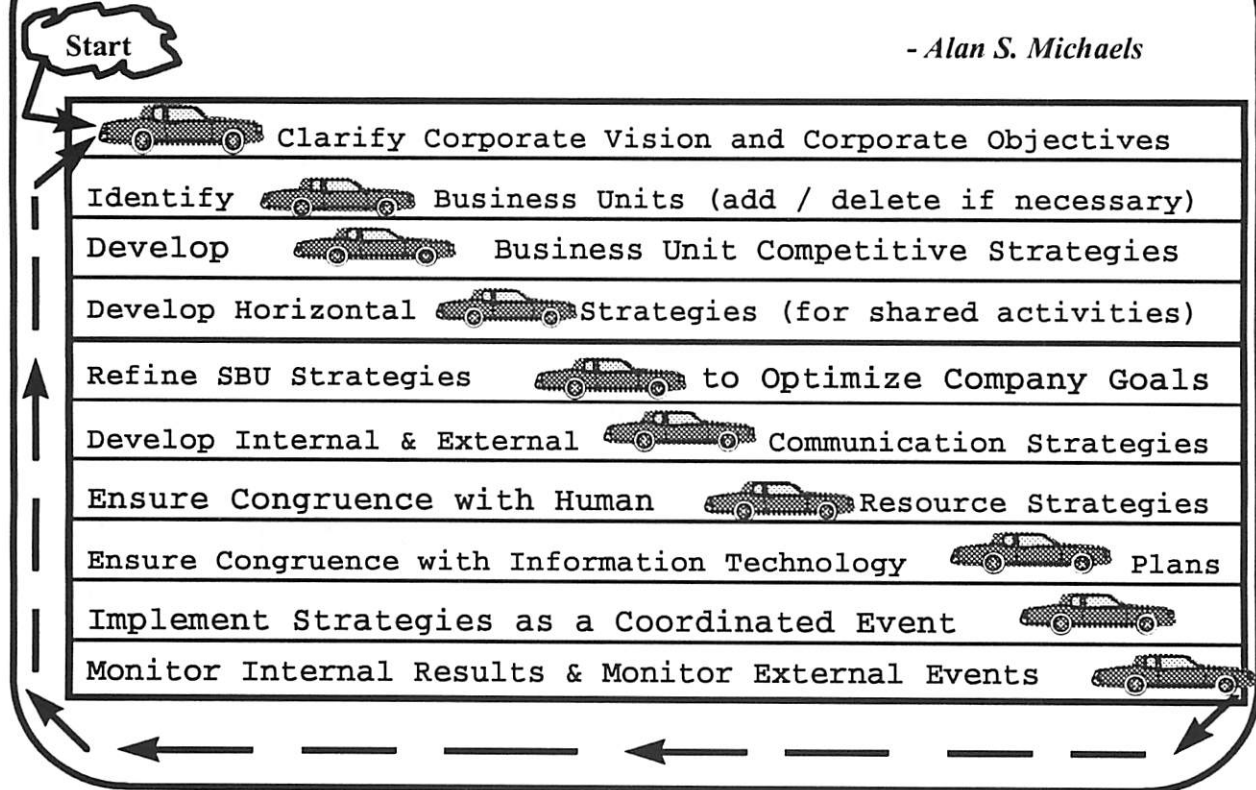 Start
- Alan S. Michaels
Clarify Corporate Vision and Corporate Objectives
Identify Business Units (add / delete if necessary)
Develop Business Unit Competitive Strategies
Develop Horizontal Strategies (for shared activities)
Refine SBU Strategies to Optimize Company Goals
Develop Internal & External Communication Strategies
Ensure Congruence with Human Resource Strategies
Ensure Congruence with Information Technology Plans
Implement Strategies as a Coordinated Event
Monitor Internal Results & Monitor External Events